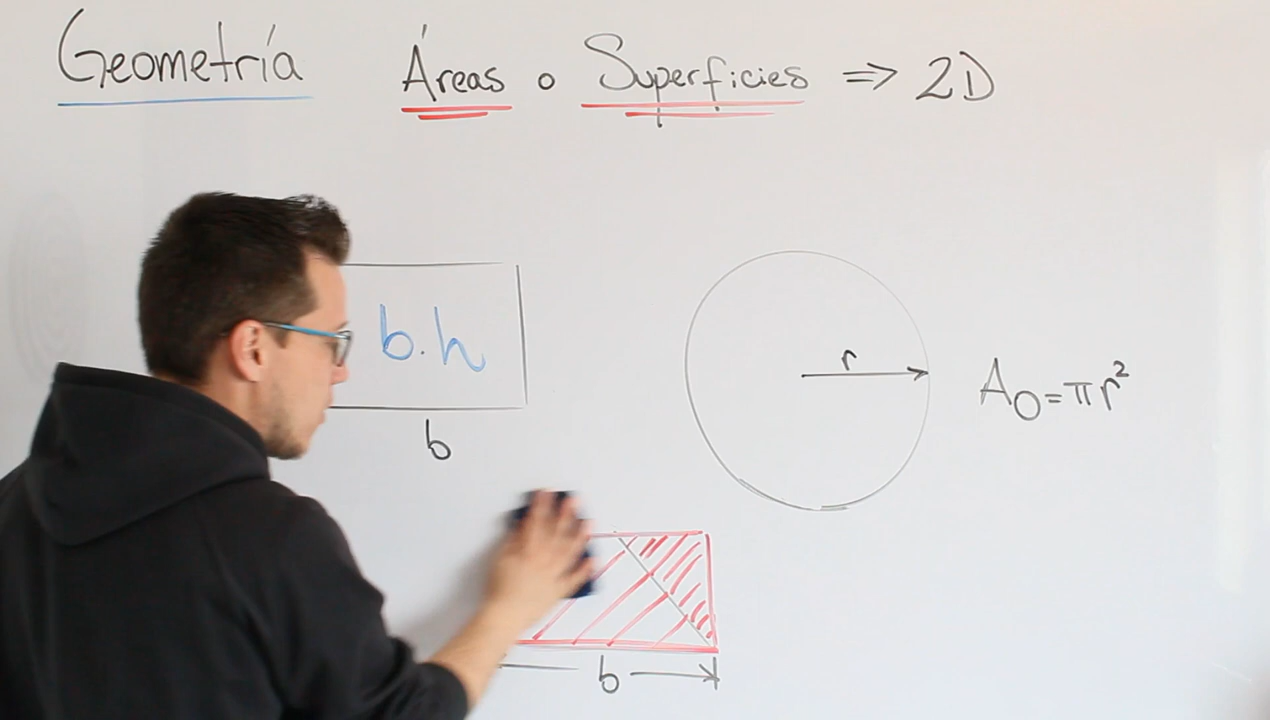 Geometría Áreas o Superficies => 2D
b.h
b
r
A○=πr²
b